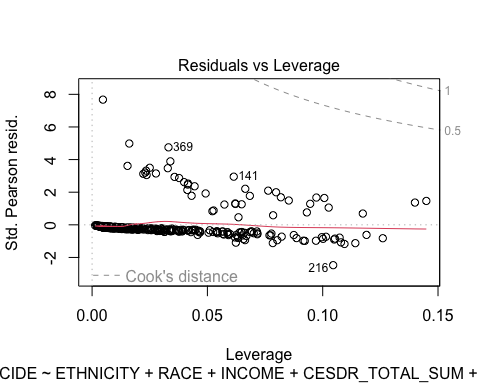 Residuals vs Leverage
Std. Pearson resid.
8
6
4
2
0
-2
369
141
216
1
0.5
Cook's distance
0.00 0.05 0.10 0.15
Leverage
CIDE ~ ETHNICITY + RACE + INCOME + CESDR_TOTAL_SUM +